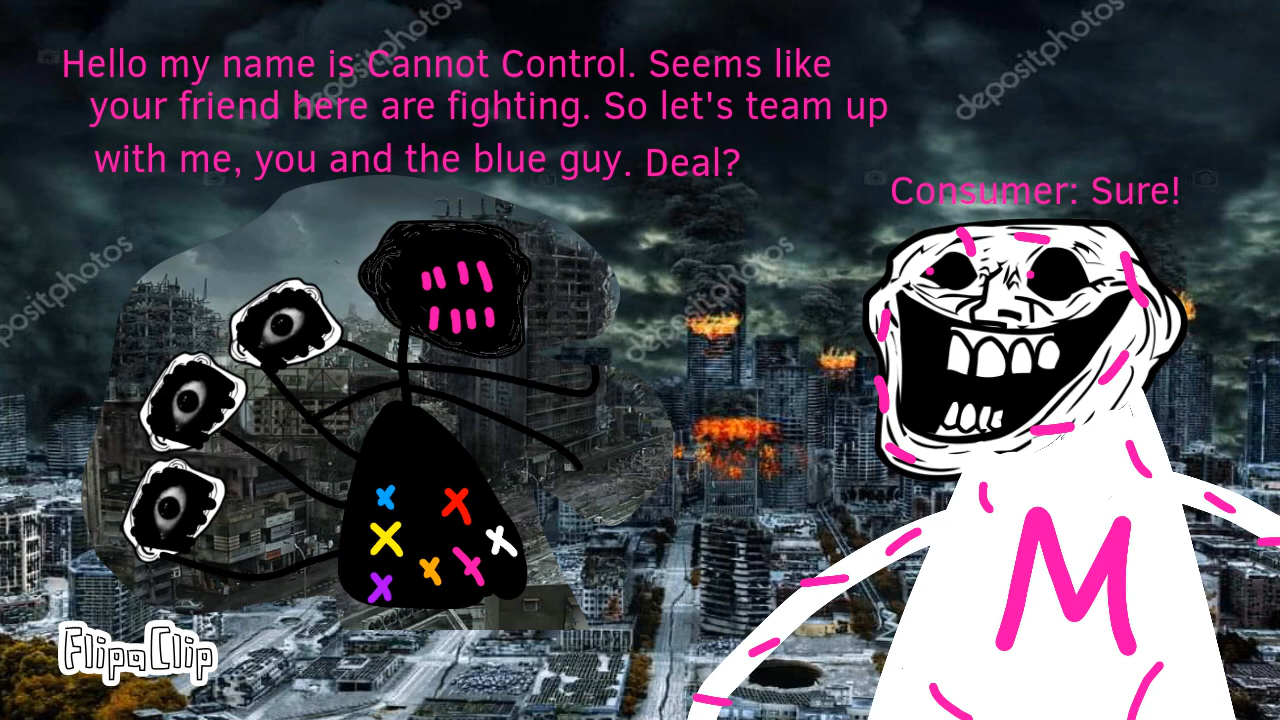 Hello my name is Cannot Control. Seems like
your friend here are fighting. So let's team up
with me, you and the blue guy. Deal?
Consumer: Sure!
depositphotos
depositphotos
depositphotos
depositphotos
M
FlipaClip